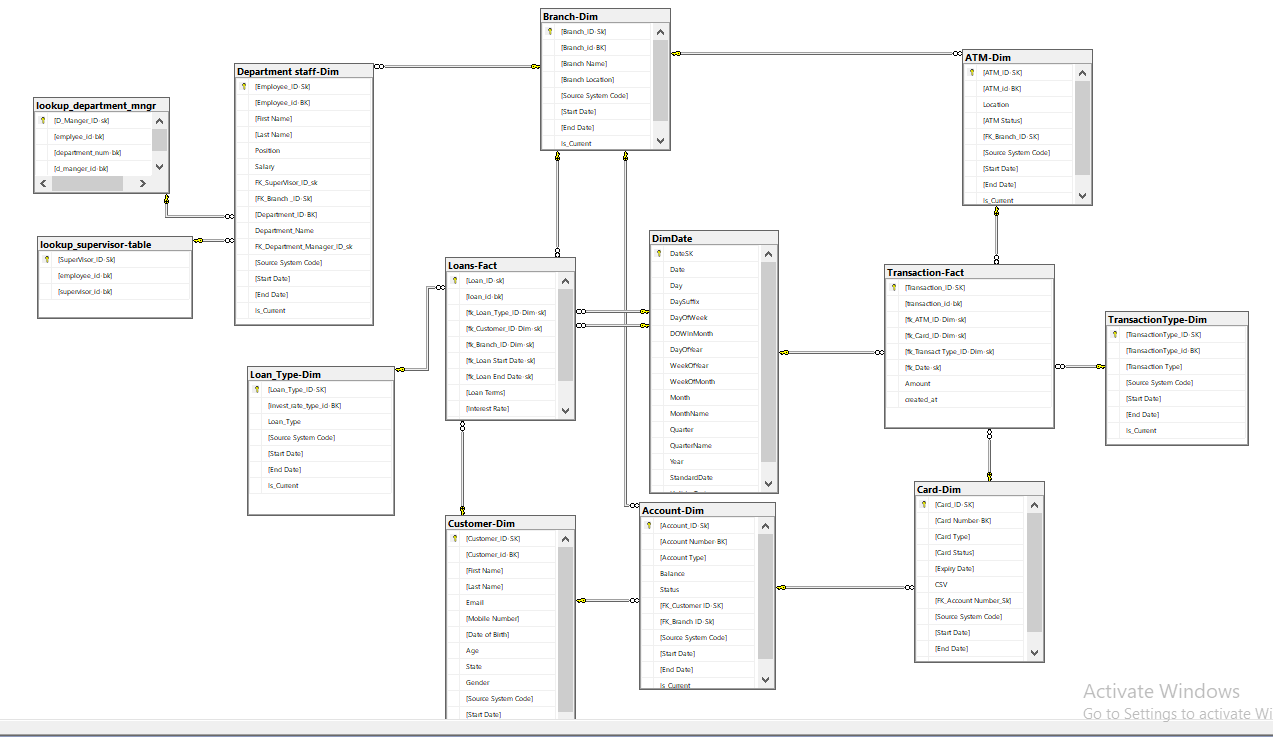 Branch-Dim
[Branch_ID-Sk]
[Branch_Id-BK]
[Branch Name]
[Branch Location]
[Source System Code]
[Start Date]
[End Date]
Is_Current
Department staff-Dim
[Employee_ID-Sk]
[Employee_id-BK]
[First Name]
[Last Name]
Position
Salary
FK_SuperVisor_ID_sk
[FK_Branch _ID-Sk]
[Department_ID-BK]
Department_Name
FK_Department_Manager_ID_sk
[Source System Code]
[Start Date]
[End Date]
Is_Current
ATM-Dim
[ATM_ID-SK]
[ATM_Id-BK]
Location
[ATM Status]
[FK_Branch_ID-SK]
[Source System Code]
[Start Date]
[End Date]
Is_Current
lookup_department_mngr
[D_Manger_ID-sk]
[emplyee_id-bk]
[department_num-bk]
[d_manger_id-bk]
lookup_supervisor-table
[SuperVisor_ID-Sk]
[employee_id-bk]
[supervisor_id-bk]
Loans-Fact
[Loan_ID-sk]
[loan_id-bk]
[fk_Loan_Type_ID-Dim-sk]
[fk_Customer_ID-Dim-sk]
[fk_Branch_ID-Dim-sk]
[fk_Loan Start Date-sk]
[fk_Loan End Date-sk]
[Loan Terms]
[Interest Rate]
DimDate
DateSK
Date
Day
DaySuffix
DayOfWeek
DOWInMonth
DayOfYear
WeekOfYear
WeekOfMonth
Month
MonthName
Quarter
QuarterName
Year
StandardDate
Transaction-Fact
[Transaction_ID-SK]
[transaction_id-bk]
[fk_ATM_ID-Dim-sk]
[fk_Card_ID-Dim-sk]
[fk_Transact Type_ID-Dim-sk]
[fk_Date-sk]
Amount
created_at
TransactionType-Dim
[TransactionType_ID-SK]
[TransactionType_ID-BK]
[Transaction Type]
[Source System Code]
[Start Date]
[End Date]
Is_Current
Loan_Type-Dim
[Loan_Type_ID-SK]
[invest_rate_type_id-BK]
Loan_Type
[Source System Code]
[Start Date]
[End Date]
Is_Current
Customer-Dim
[Customer_ID-SK]
[Customer_Id-BK]
[First Name]
[Last Name]
Email
[Mobile Number]
[Date of Birth]
Age
State
Gender
[Source System Code]
[Start Date]
Account-Dim
[Account_ID-Sk]
[Account Number-BK]
[Account Type]
Balance
Status
[FK_Customer ID-SK]
[FK_Branch ID-Sk]
[Source System Code]
[Start Date]
[End Date]
Is_Current
Card-Dim
[Card_ID-SK]
[Card Number-BK]
[Card Type]
[Card Status]
[Expiry Date]
CSV
[FK_Account Number_Sk]
[Source System Code]
[Start Date]
[End Date]
Activate Windows
Go to Settings to activate Wi